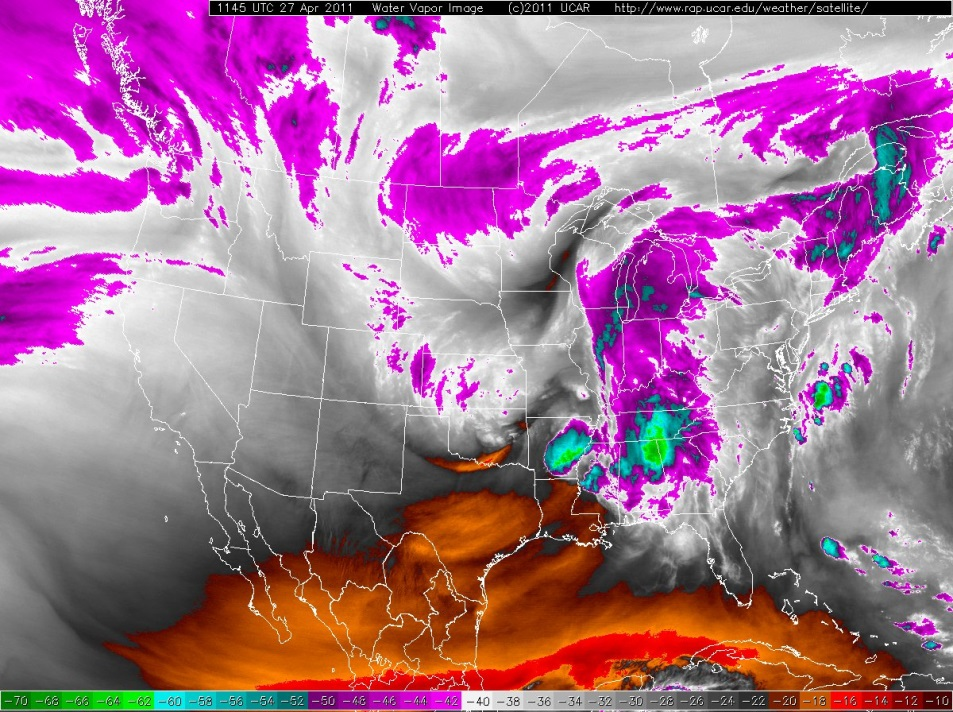 1145 UTC 27 Apr 2011 Water Vapor Image (c)2011 UCAR http://www.rap.ucar.edu/weather/satellite/
-70 -68 -66 -64 -62 -60 -58 -56 -54 -52 -50 -48 -46 -44 -42 -40 -38 -36 -34 -32 -30 -28 -26 -24 -22 -20 -18 -16 -14 -12 -10